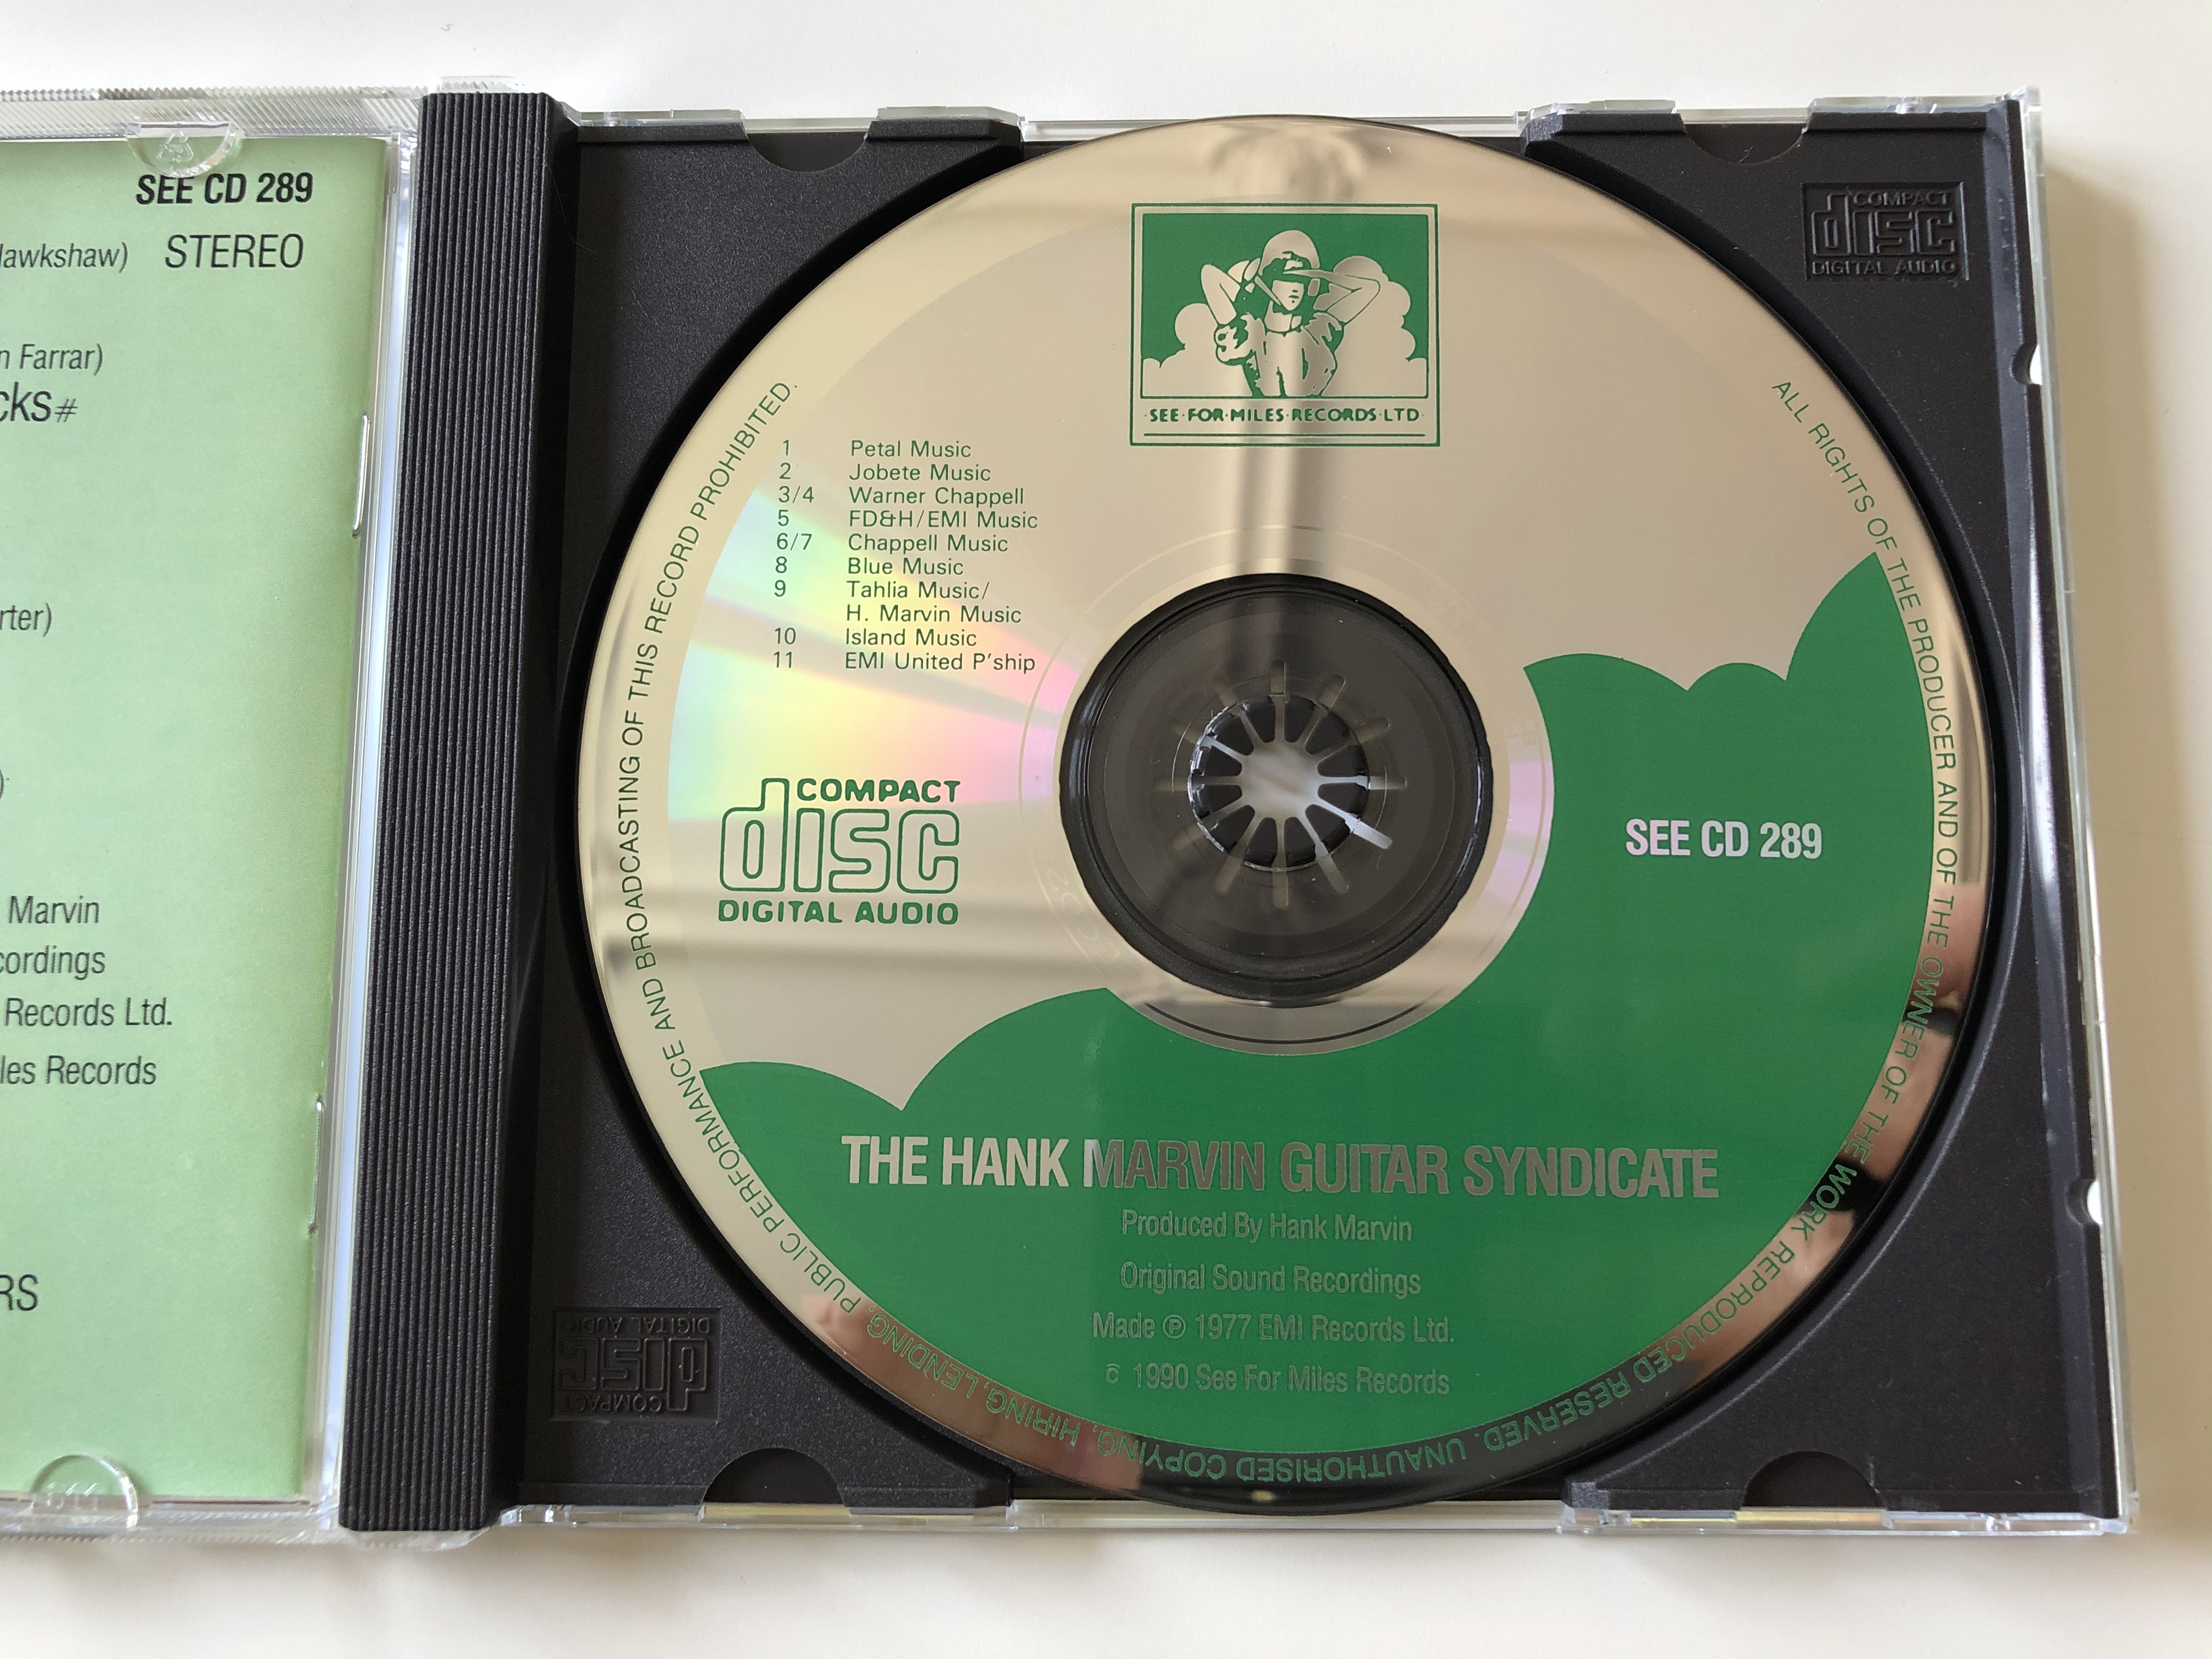 SEE CD 289
lawkshaw) STEREO
n Farrar)
cks#
rter)
)
Marvin
cordings
Records Ltd.
les Records
RS
·SEE·FOR·MILES·RECORDS·LTD·
1 Petal Music
2 Jobete Music
3/4 Warner Chappell
5 FD&H/EMI Music
6/7 Chappell Music
8 Blue Music
9 Tahlia Music/
H. Marvin Music
10 Island Music
11 EMI United P'ship
COMPACT
disc
DIGITAL AUDIO
SEE CD 289
THE HANK MARVIN GUITAR SYNDICATE
Produced By Hank Marvin
Original Sound Recordings
Made ℗ 1977 EMI Records Ltd.
© 1990 See For Miles Records
ALL RIGHTS OF THE PRODUCER AND OF THE OWNER OF THE WORK REPRODUCED RESERVED. UNAUTHORISED COPYING, HIRING, LENDING, PUBLIC PERFORMANCE AND BROADCASTING OF THIS RECORD PROHIBITED.
COMPACT
disc
DIGITAL AUDIO
COMPACT
disc
DIGITAL AUDIO